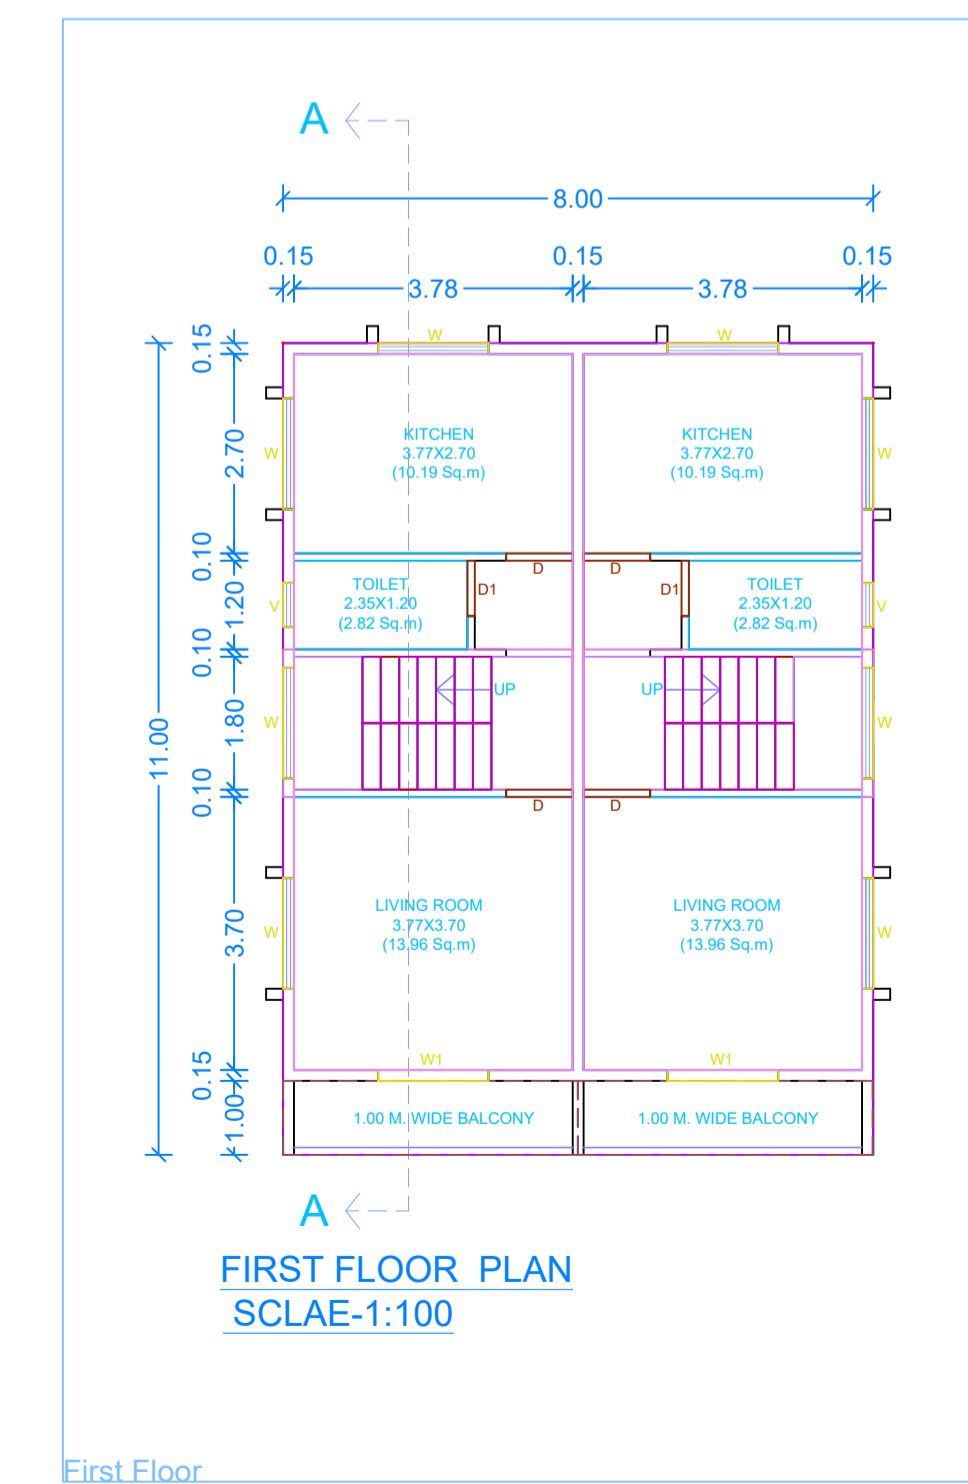 A
8.00
0.15 0.15 0.15
3.78 3.78
0.15
W W
2.70
KITCHEN KITCHEN
3.77X2.70 3.77X2.70
(10.19 Sq.m) (10.19 Sq.m)
W W
0.10
D D
1.20
TOILET D1 D1 TOILET
2.35X1.20 2.35X1.20
(2.82 Sq.m) (2.82 Sq.m)
V V
0.10
UP UP
11.00
1.80
W W
0.10
D D
3.70
LIVING ROOM LIVING ROOM
3.77X3.70 3.77X3.70
(13.96 Sq.m) (13.96 Sq.m)
W W
0.15
W1 W1
1.00
1.00 M. WIDE BALCONY 1.00 M. WIDE BALCONY
A
FIRST FLOOR PLAN
SCLAE-1:100
First Floor